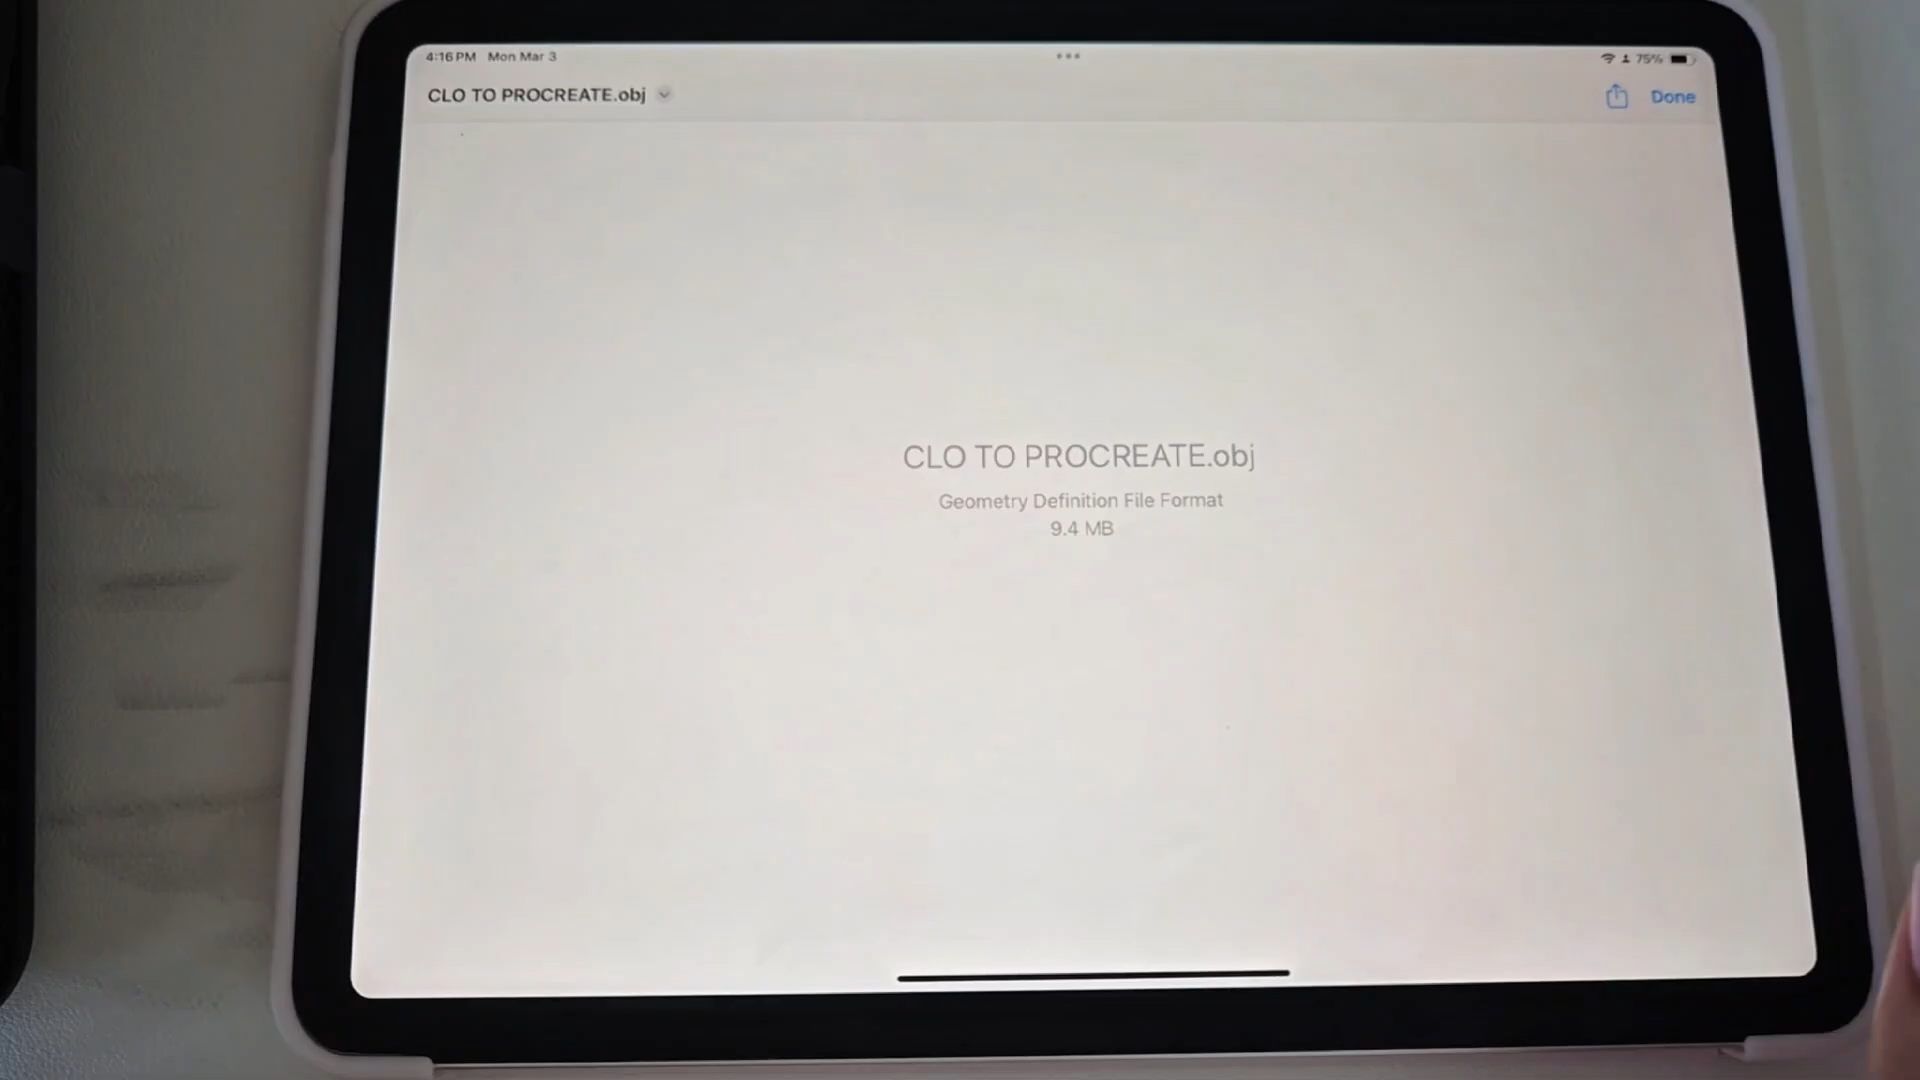 4:16 PM Mon Mar 3
75%
CLO TO PROCREATE.obj
Done
CLO TO PROCREATE.obj
Geometry Definition File Format
9.4 MB